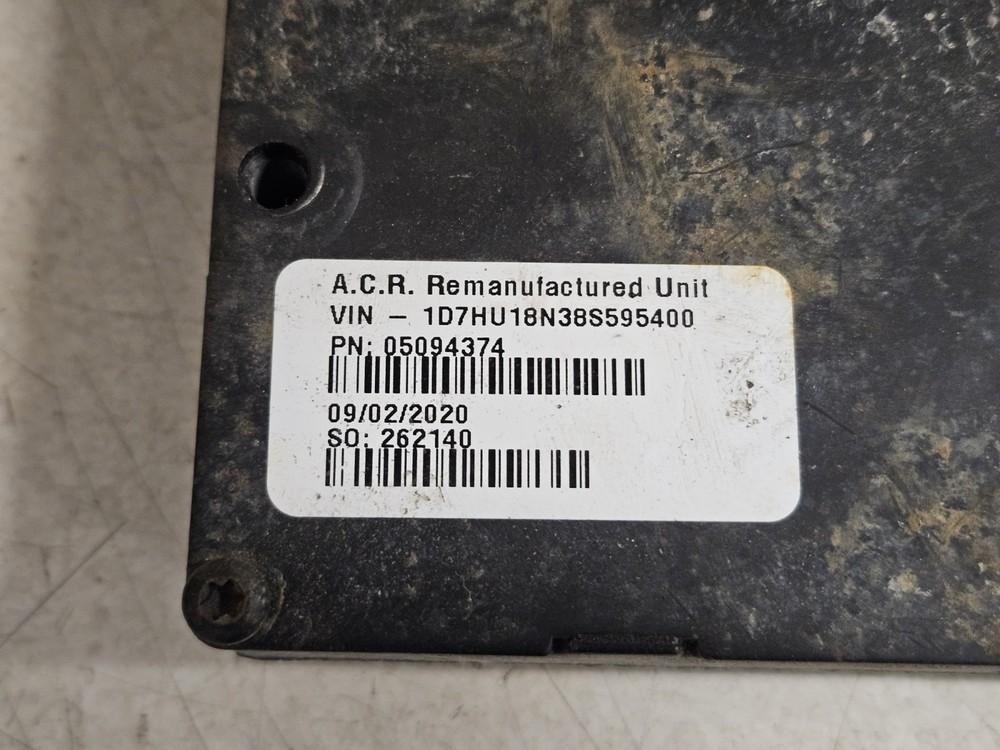 A.C.R. Remanufactured Unit
VIN – 1D7HU18N38S595400
PN: 05094374
09/02/2020
SO: 262140